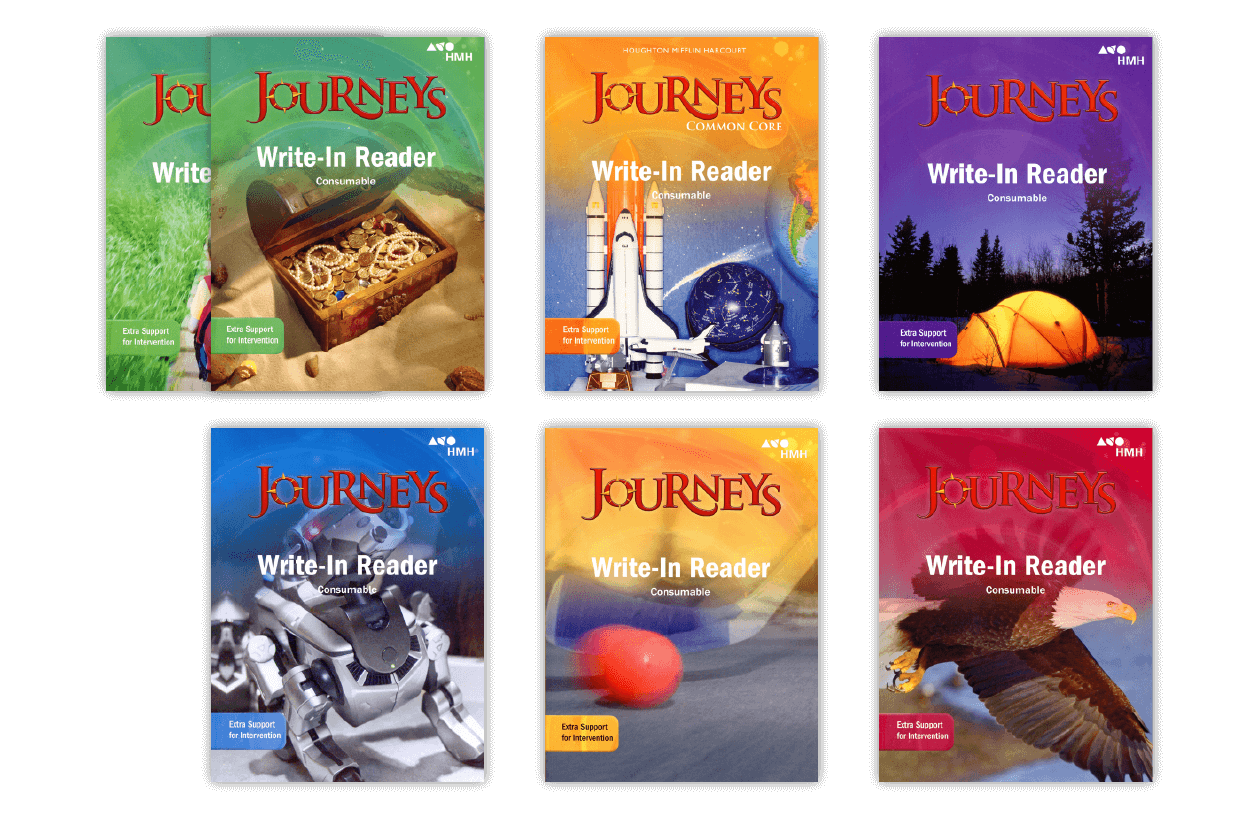 JOU
Write
Extra Support
for Intervention
HMH
JOURNEYS
Write-In Reader
Consumable
Extra Support
for Intervention
HOUGHTON MIFFLIN HARCOURT
JOURNEYS
COMMON CORE
Write-In Reader
Consumable
Extra Support
for Intervention
HMH
JOURNEYS
Write-In Reader
Consumable
Extra Support
for Intervention
HMH
JOURNEYS
Write-In Reader
Consumable
Extra Support
for Intervention
HMH
JOURNEYS
Write-In Reader
Consumable
Extra Support
for Intervention
HMH
JOURNEYS
Write-In Reader
Consumable
Extra Support
for Intervention